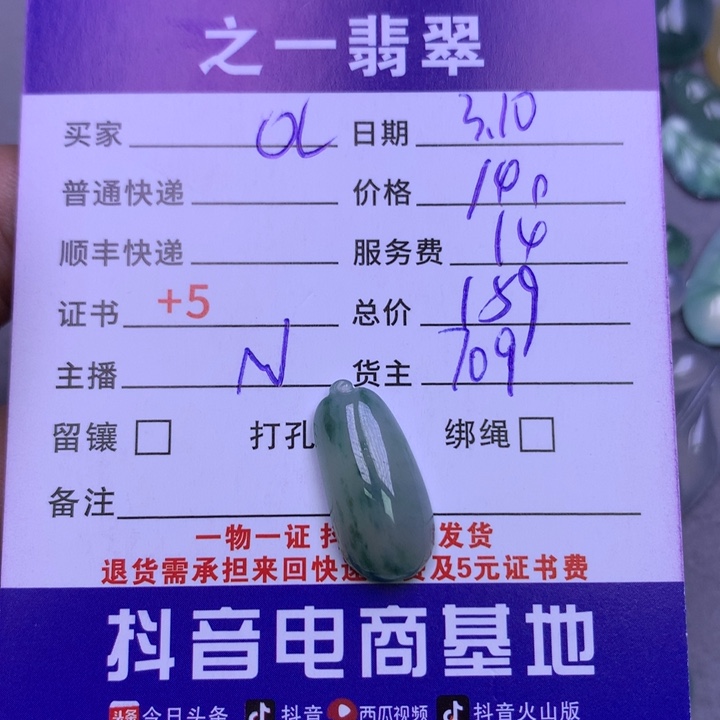 之一翡翠
买家 OL 日期 3.10
普通快递 价格 140
顺丰快递 服务费 14
证书 +5 总价 159
主播 N 货主 709
留镶 打孔 绑绳
备注
一物一证 发货
退货需承担来回快递 及5元证书费
抖音电商基地
头条 今日头条 抖音 西瓜视频 抖音火山版